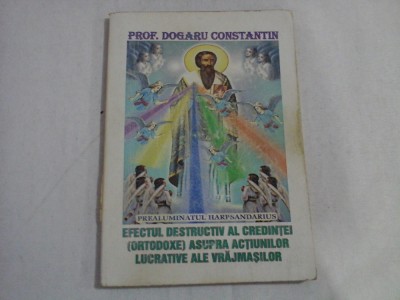 PROF. DOGARU CONSTANTIN
PREALUMINATUL HARPSANDARIUS
EFECTUL DESTRUCTIV AL CREDINȚEI
(ORTODOXE) ASUPRA ACȚIUNILOR
LUCRATIVE ALE VRĂJMAȘILOR